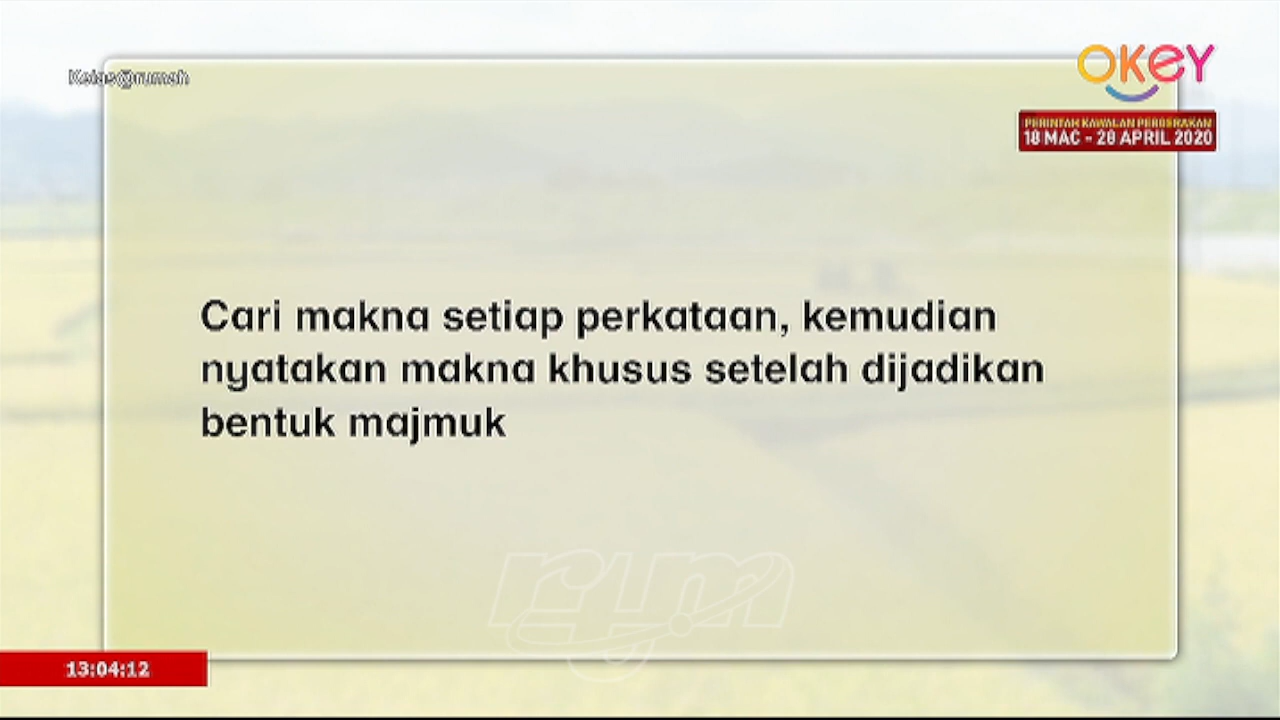 Kelas@rumah
OKEY
PERINTAH KAWALAN PERGERAKAN
18 MAC - 28 APRIL 2020
Cari makna setiap perkataan, kemudian
nyatakan makna khusus setelah dijadikan
bentuk majmuk
rtm
13:04:12